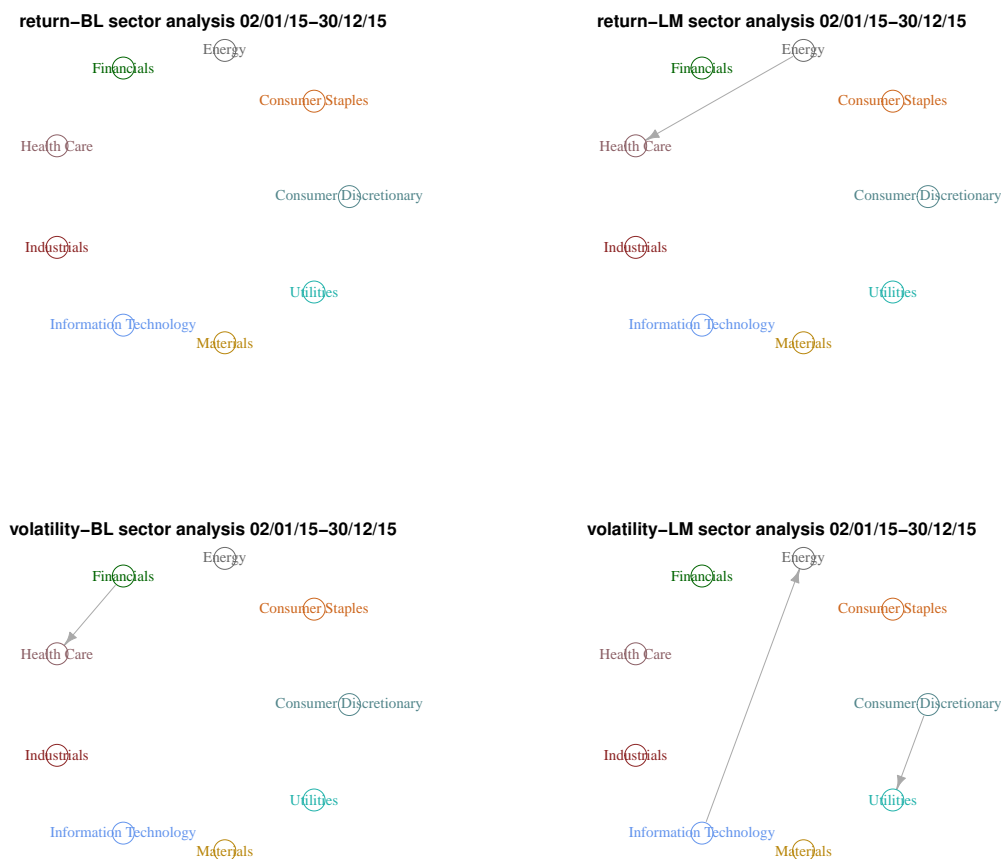 return−BL sector analysis 02/01/15−30/12/15
Energy
Financials
Consumer Staples
Health Care
Consumer Discretionary
Industrials
Utilities
Information Technology
Materials
return−LM sector analysis 02/01/15−30/12/15
Energy
Financials
Consumer Staples
Health Care
Consumer Discretionary
Industrials
Utilities
Information Technology
Materials
volatility−BL sector analysis 02/01/15−30/12/15
Energy
Financials
Consumer Staples
Health Care
Consumer Discretionary
Industrials
Utilities
Information Technology
Materials
volatility−LM sector analysis 02/01/15−30/12/15
Energy
Financials
Consumer Staples
Health Care
Consumer Discretionary
Industrials
Utilities
Information Technology
Materials